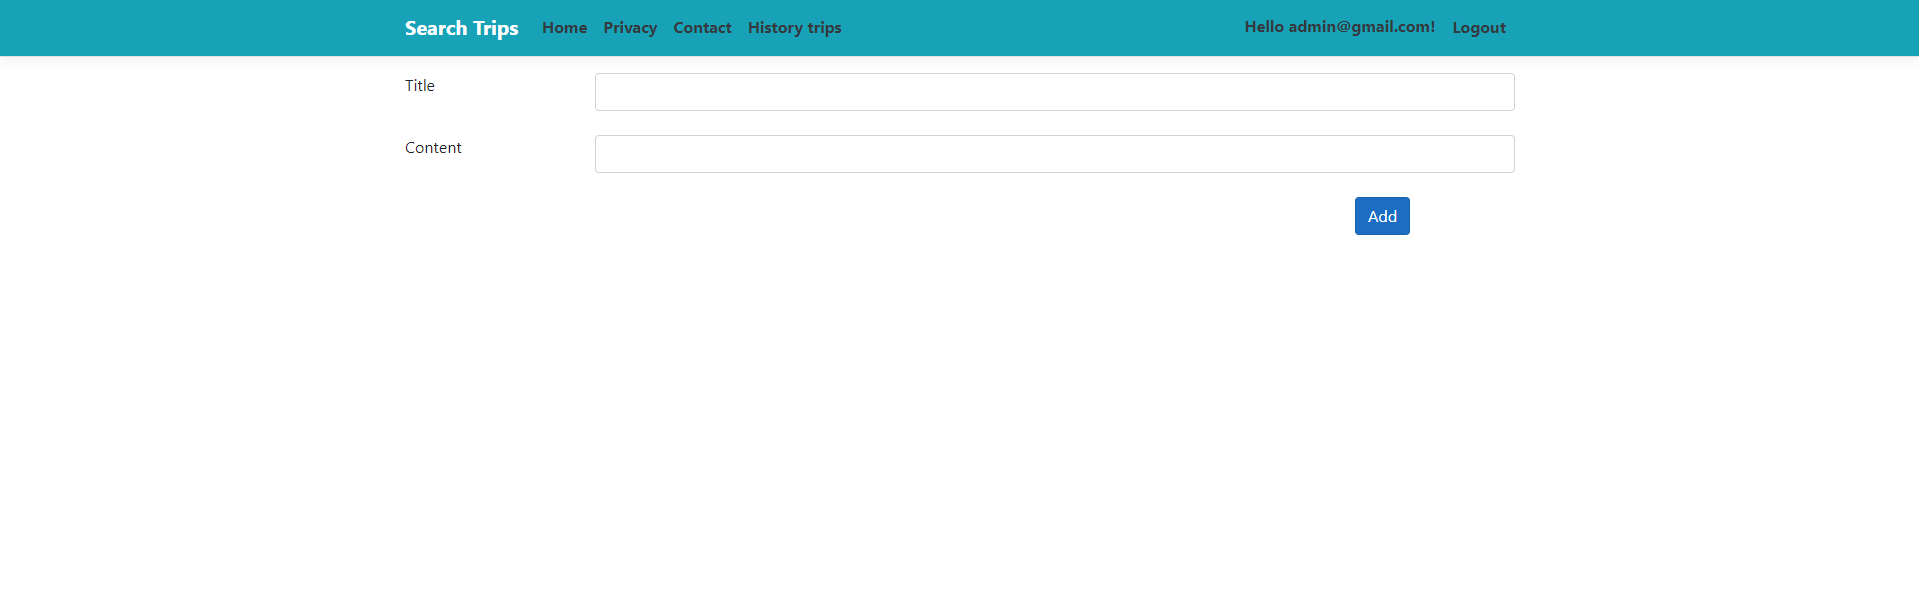 Search Trips Home Privacy Contact History trips Hello admin@gmail.com! Logout
Title
Content
Add